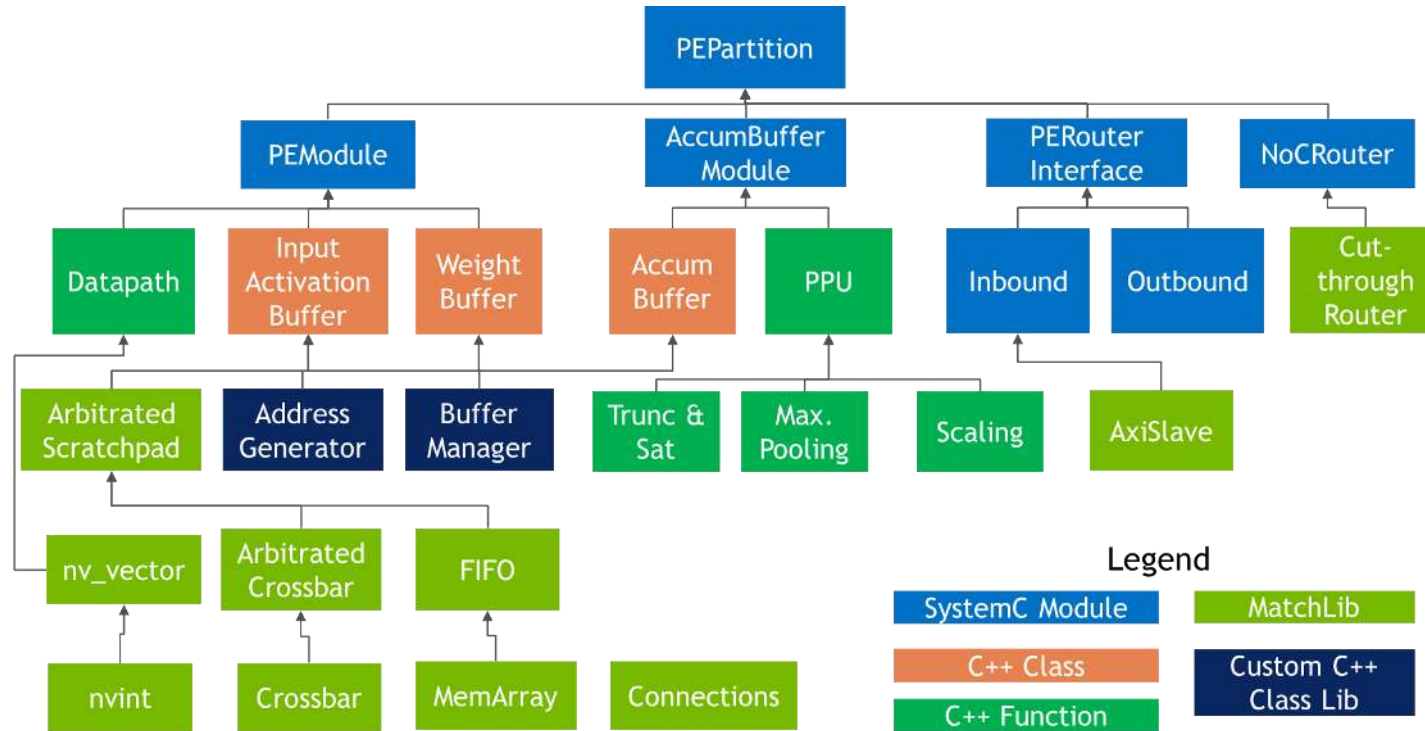 PEPartition
PEModule
AccumBuffer
Module
PERouter
Interface
NoCRouter
Datapath
Input
Activation
Buffer
Weight
Buffer
Accum
Buffer
PPU
Inbound
Outbound
Cut-
through
Router
Arbitrated
Scratchpad
Address
Generator
Buffer
Manager
Trunc &
Sat
Max.
Pooling
Scaling
AxiSlave
nv_vector
Arbitrated
Crossbar
FIFO
nvint
Crossbar
MemArray
Connections
Legend
SystemC Module
MatchLib
C++ Class
Custom C++
Class Lib
C++ Function